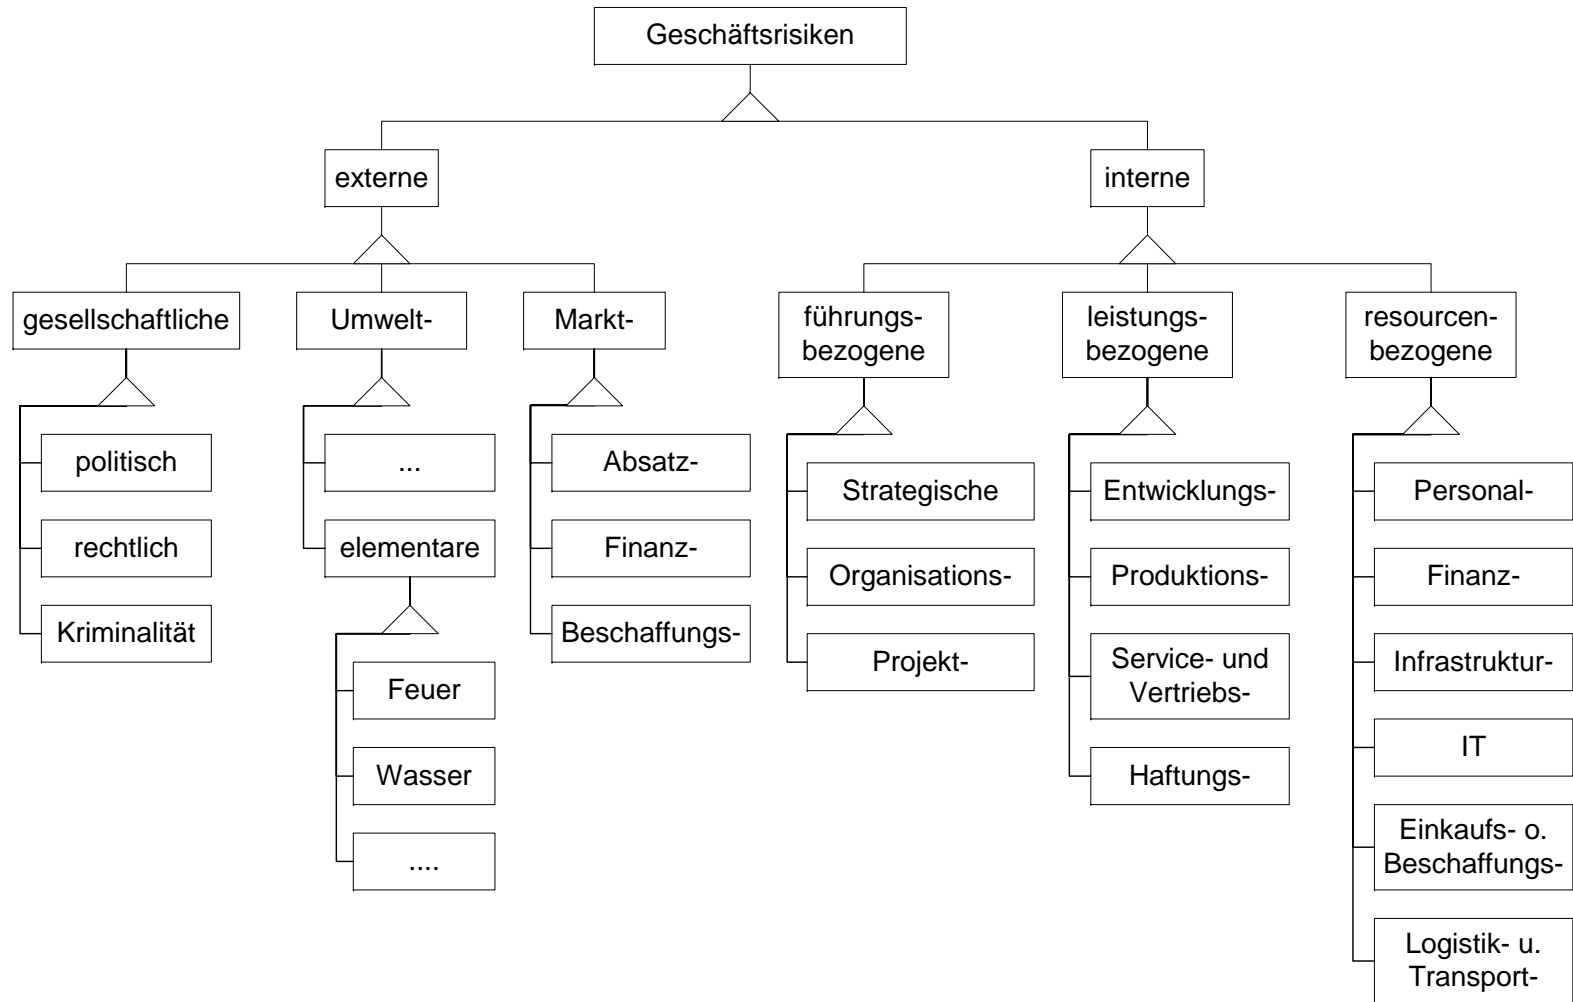 Geschäftsrisiken
externe
interne
gesellschaftliche
Umwelt-
Markt-
führungs-
bezogene
leistungs-
bezogene
resourcen-
bezogene
politisch
rechtlich
Kriminalität
...
elementare
Feuer
Wasser
....
Absatz-
Finanz-
Beschaffungs-
Strategische
Organisations-
Projekt-
Entwicklungs-
Produktions-
Service- und
Vertriebs-
Haftungs-
Personal-
Finanz-
Infrastruktur-
IT
Einkaufs- o.
Beschaffungs-
Logistik- u.
Transport-